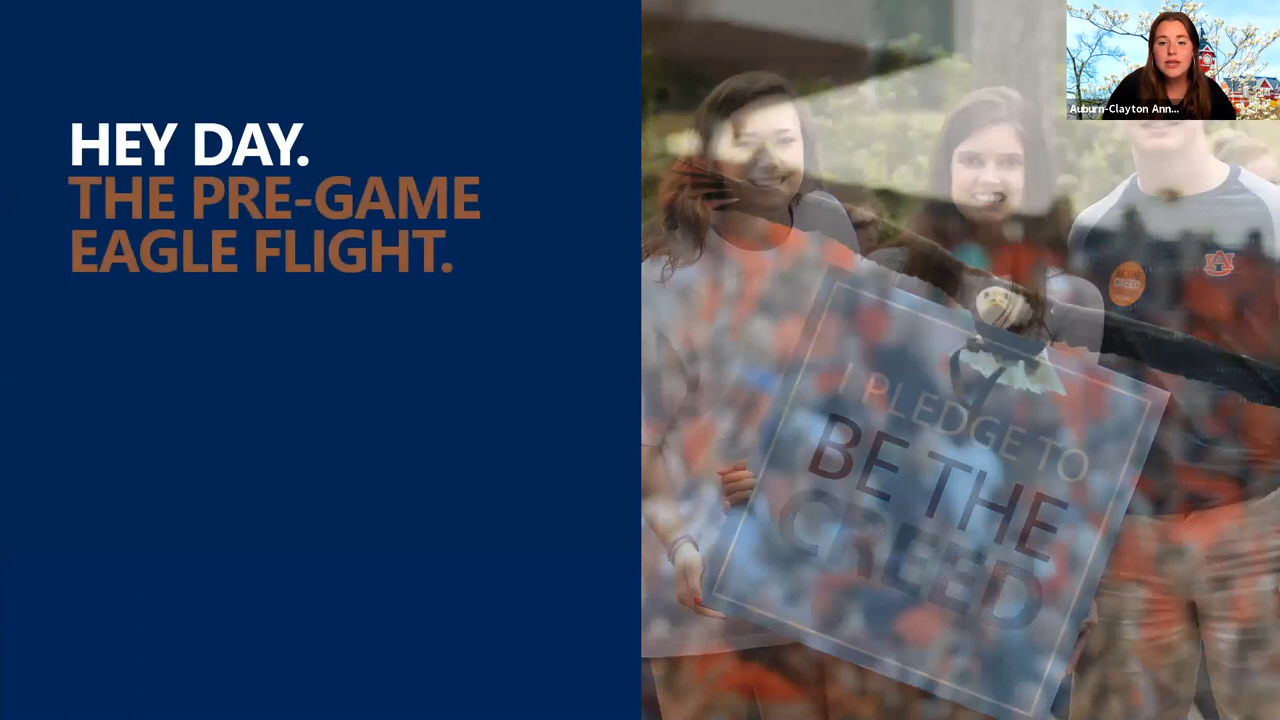 HEY DAY.
THE PRE-GAME
EAGLE FLIGHT.
Auburn-Clayton Ann...
BE THE
CREED
I PLEDGE TO
BE THE
CREED